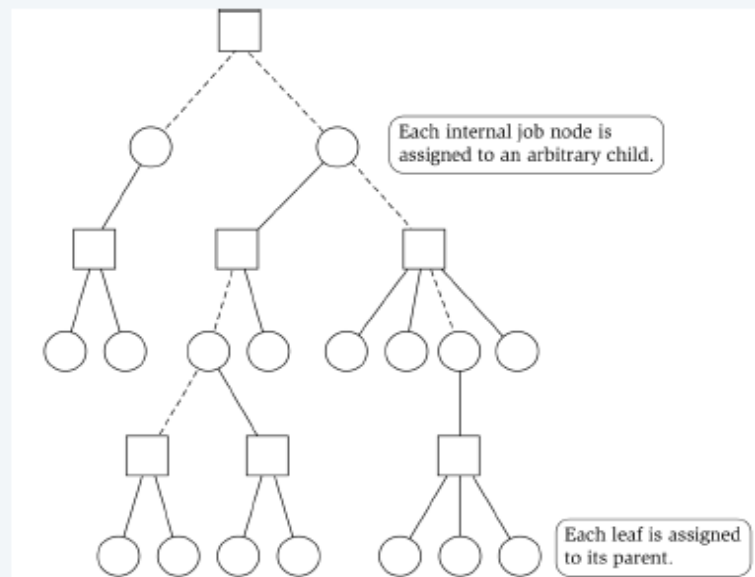 Each internal job node is
assigned to an arbitrary child.
Each leaf is assigned
to its parent.